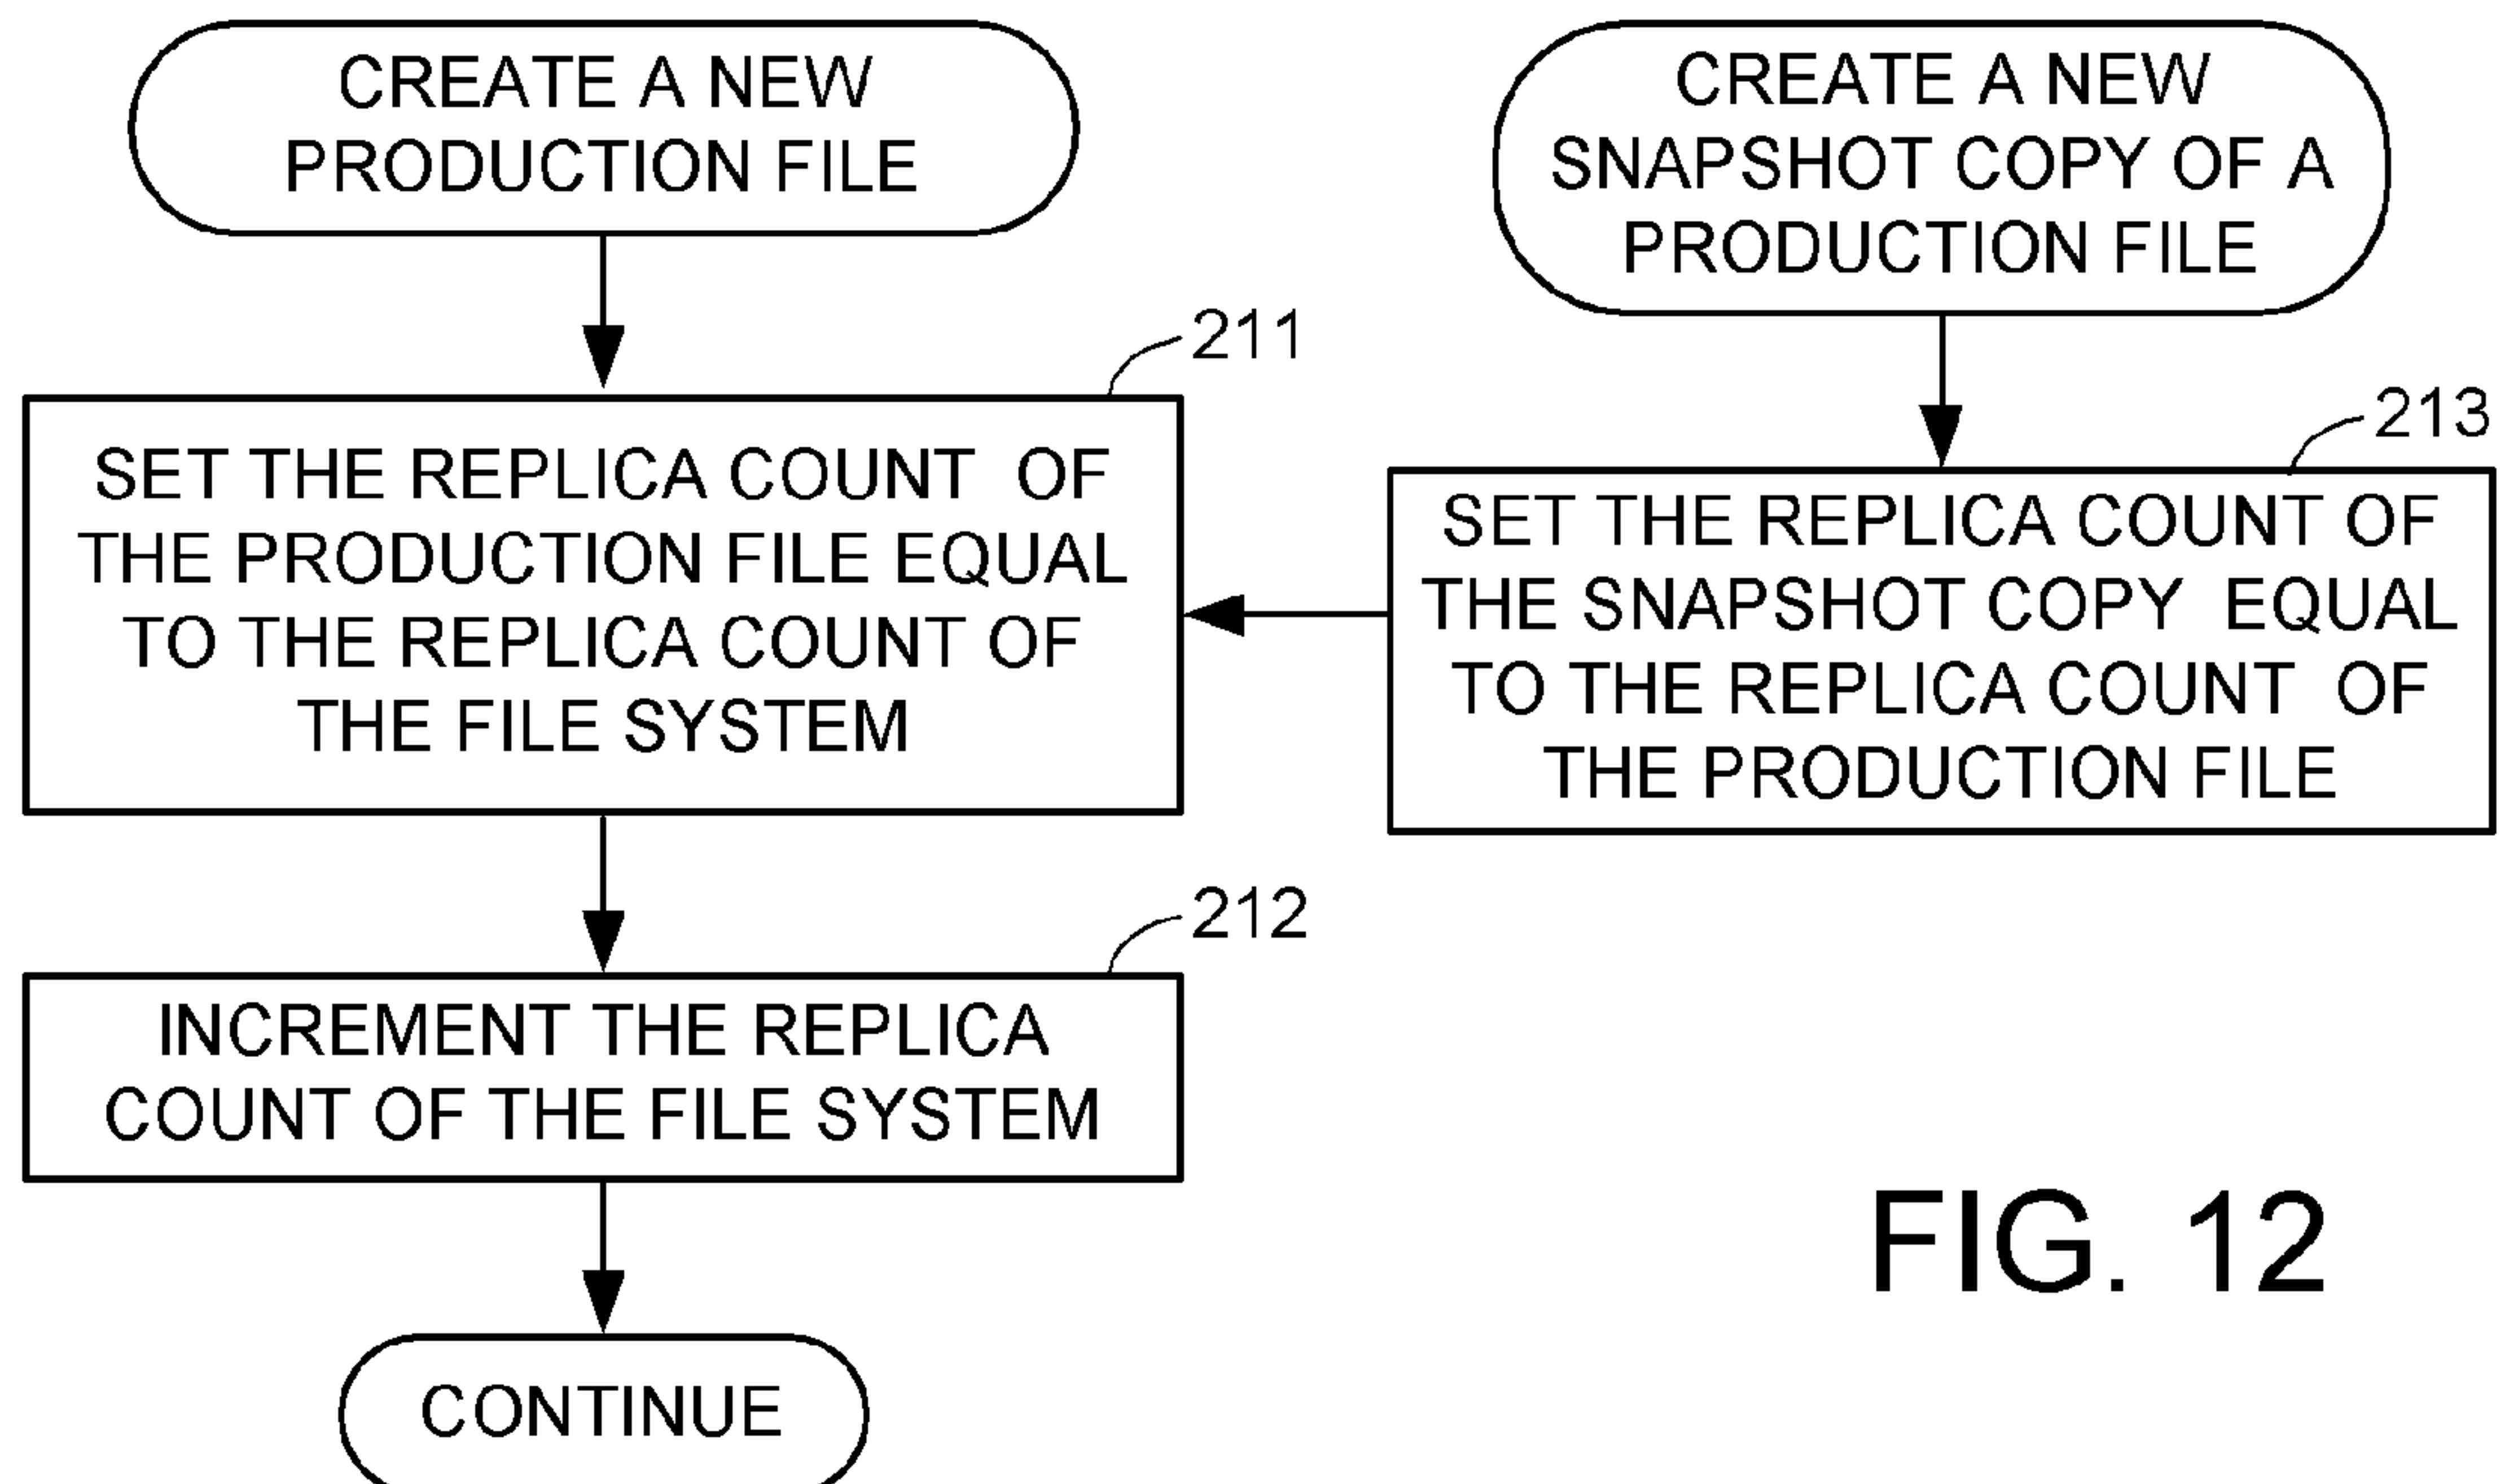 CREATE A NEW
PRODUCTION FILE
CREATE A NEW
SNAPSHOT COPY OF A
PRODUCTION FILE
211
SET THE REPLICA COUNT OF
THE PRODUCTION FILE EQUAL
TO THE REPLICA COUNT OF
THE FILE SYSTEM
213
SET THE REPLICA COUNT OF
THE SNAPSHOT COPY EQUAL
TO THE REPLICA COUNT OF
THE PRODUCTION FILE
212
INCREMENT THE REPLICA
COUNT OF THE FILE SYSTEM
CONTINUE
FIG. 12